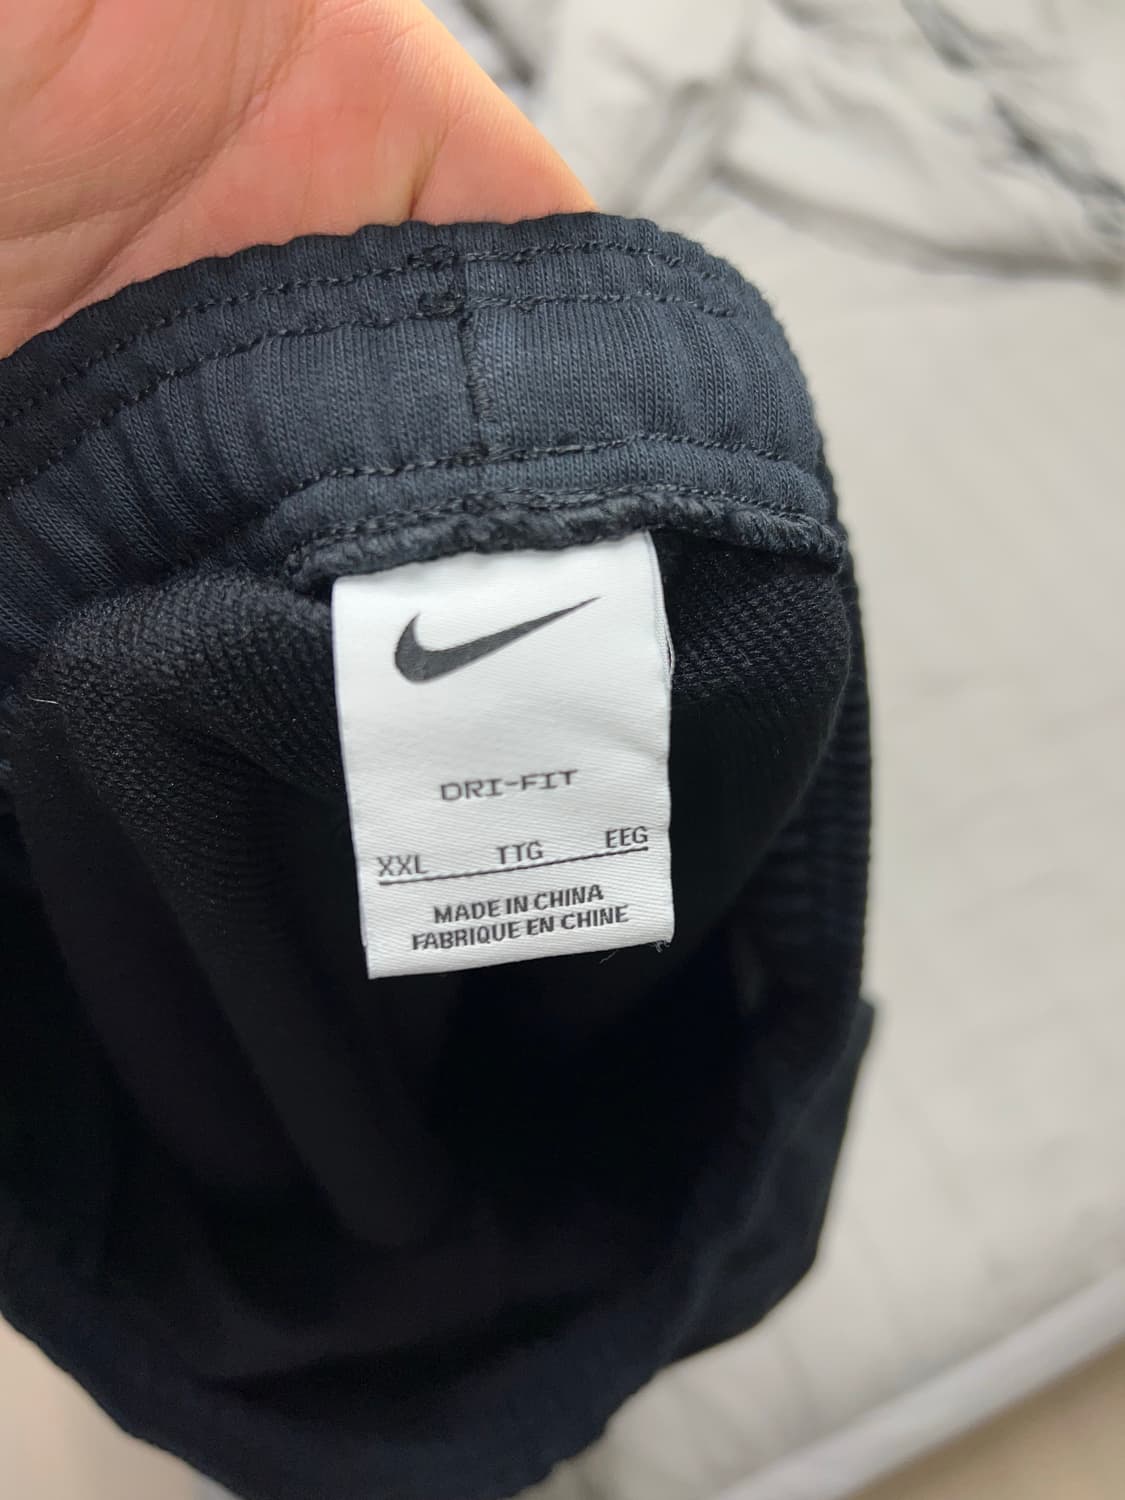 DRI-FIT
XXL TTG EEG
MADE IN CHINA
FABRIQUE EN CHINE